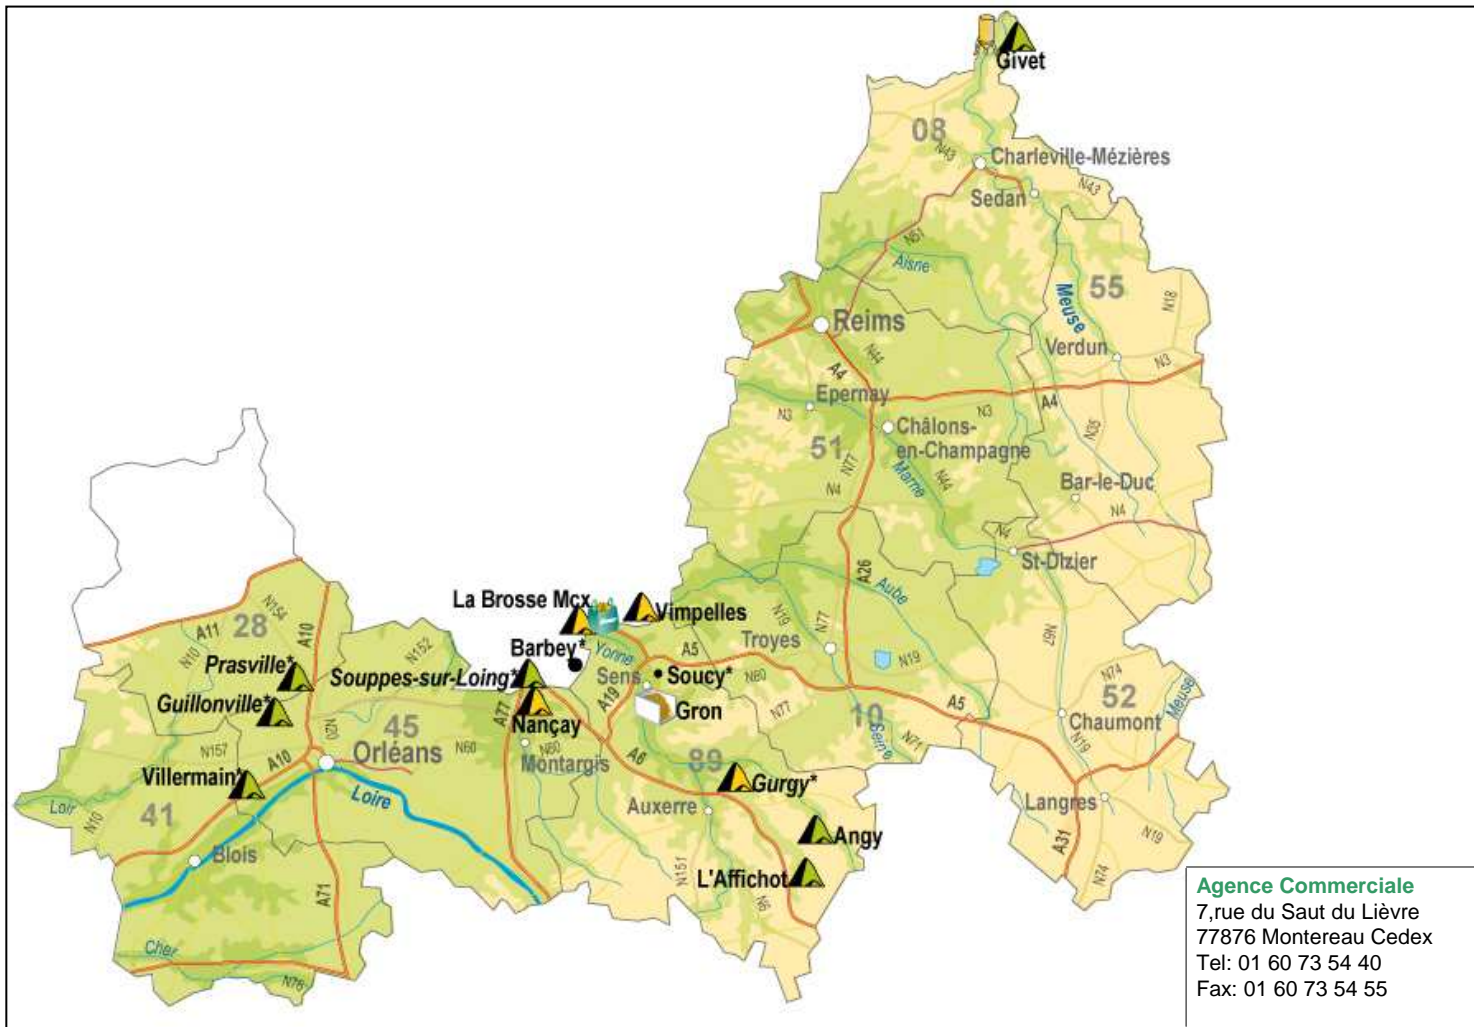 Givet
08
N43
Charleville-Mézières
N43
Sedan
N51
Aisne
Meuse
55
N18
Reims
Verdun
N3
N44
A4
A4
Epernay
N3
N3
Châlons-
en-Champagne
N35
51
N77
Marne
N44
Bar-le-Duc
N4
N4
N4
St-Dizier
A26
Aube
La Brosse Mcx
Vimpelles
N19
N77
Troyes
N19
A11
N154
A10
28
N10
N152
Barbey*
Yonne
A5
Prasville*
Souppes-sur-Loing*
Sens
Soucy*
N60
N67
N74
52
Meuse
Guillonville*
Nançay
A77
A19
Gron
N77
10
A5
Chaumont
N20
45
Orléans
N157
A10
N60
N60
Montargis
A6
Seine
N71
N19
Villermain*
89
Gurgy*
Loir
N10
41
Loire
Auxerre
Langres
Angy
N19
A31
Blois
N151
L'Affichot
N6
N74
A71
Cher
N76
Agence Commerciale
7,rue du Saut du Lièvre
77876 Montereau Cedex
Tel: 01 60 73 54 40
Fax: 01 60 73 54 55